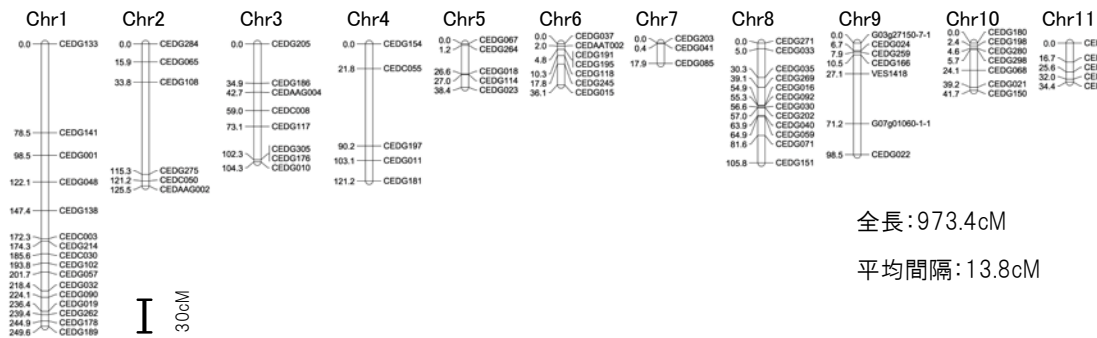 Chr1
0.0 CEDG133
78.5 CEDG141
98.5 CEDG001
122.1 CEDG048
147.4 CEDG138
172.3 CEDC003
174.3 CEDG214
185.6 CEDC030
193.8 CEDG102
201.7 CEDG057
218.4 CEDG032
224.1 CEDG090
236.4 CEDG019
239.4 CEDG262
244.9 CEDG178
249.6 CEDG189
Chr2
0.0 CEDG284
15.9 CEDG065
33.8 CEDG108
115.3 CEDG275
121.2 CEDC050
125.5 CEDAAG002
30cM
Chr3
0.0 CEDG205
34.9 CEDG186
42.7 CEDAAG004
59.0 CEDC008
73.1 CEDG117
102.3 CEDG305
CEDG176
104.3 CEDG010
Chr4
0.0 CEDG154
21.8 CEDC055
90.2 CEDG197
103.1 CEDG011
121.2 CEDG181
Chr5
0.0 CEDG067
1.2 CEDG264
26.6 CEDG018
27.0 CEDG114
38.4 CEDG023
Chr6
0.0 CEDG037
2.0 CEDAAT002
4.8 CEDG191
CEDG195
10.3 CEDG118
17.8 CEDG245
36.1 CEDG015
Chr7
0.0 CEDG203
0.4 CEDG041
17.9 CEDG085
Chr8
0.0 CEDG271
5.0 CEDG033
30.3 CEDG035
39.1 CEDG269
54.9 CEDG016
55.3 CEDG092
56.6 CEDG030
57.0 CEDG202
63.9 CEDG040
64.9 CEDG059
81.6 CEDG071
105.8 CEDG151
Chr9
0.0 G03g27150-7-1
6.7 CEDG024
7.9 CEDG259
10.5 CEDG166
27.1 VES1418
71.2 G07g01060-1-1
98.5 CEDG022
Chr10
0.0 CEDG180
2.4 CEDG198
4.6 CEDG280
5.7 CEDG298
24.1 CEDG068
39.2 CEDG021
41.7 CEDG150
Chr11
0.0
16.7
25.6
32.0
34.4
全長:973.4cM
平均間隔:13.8cM